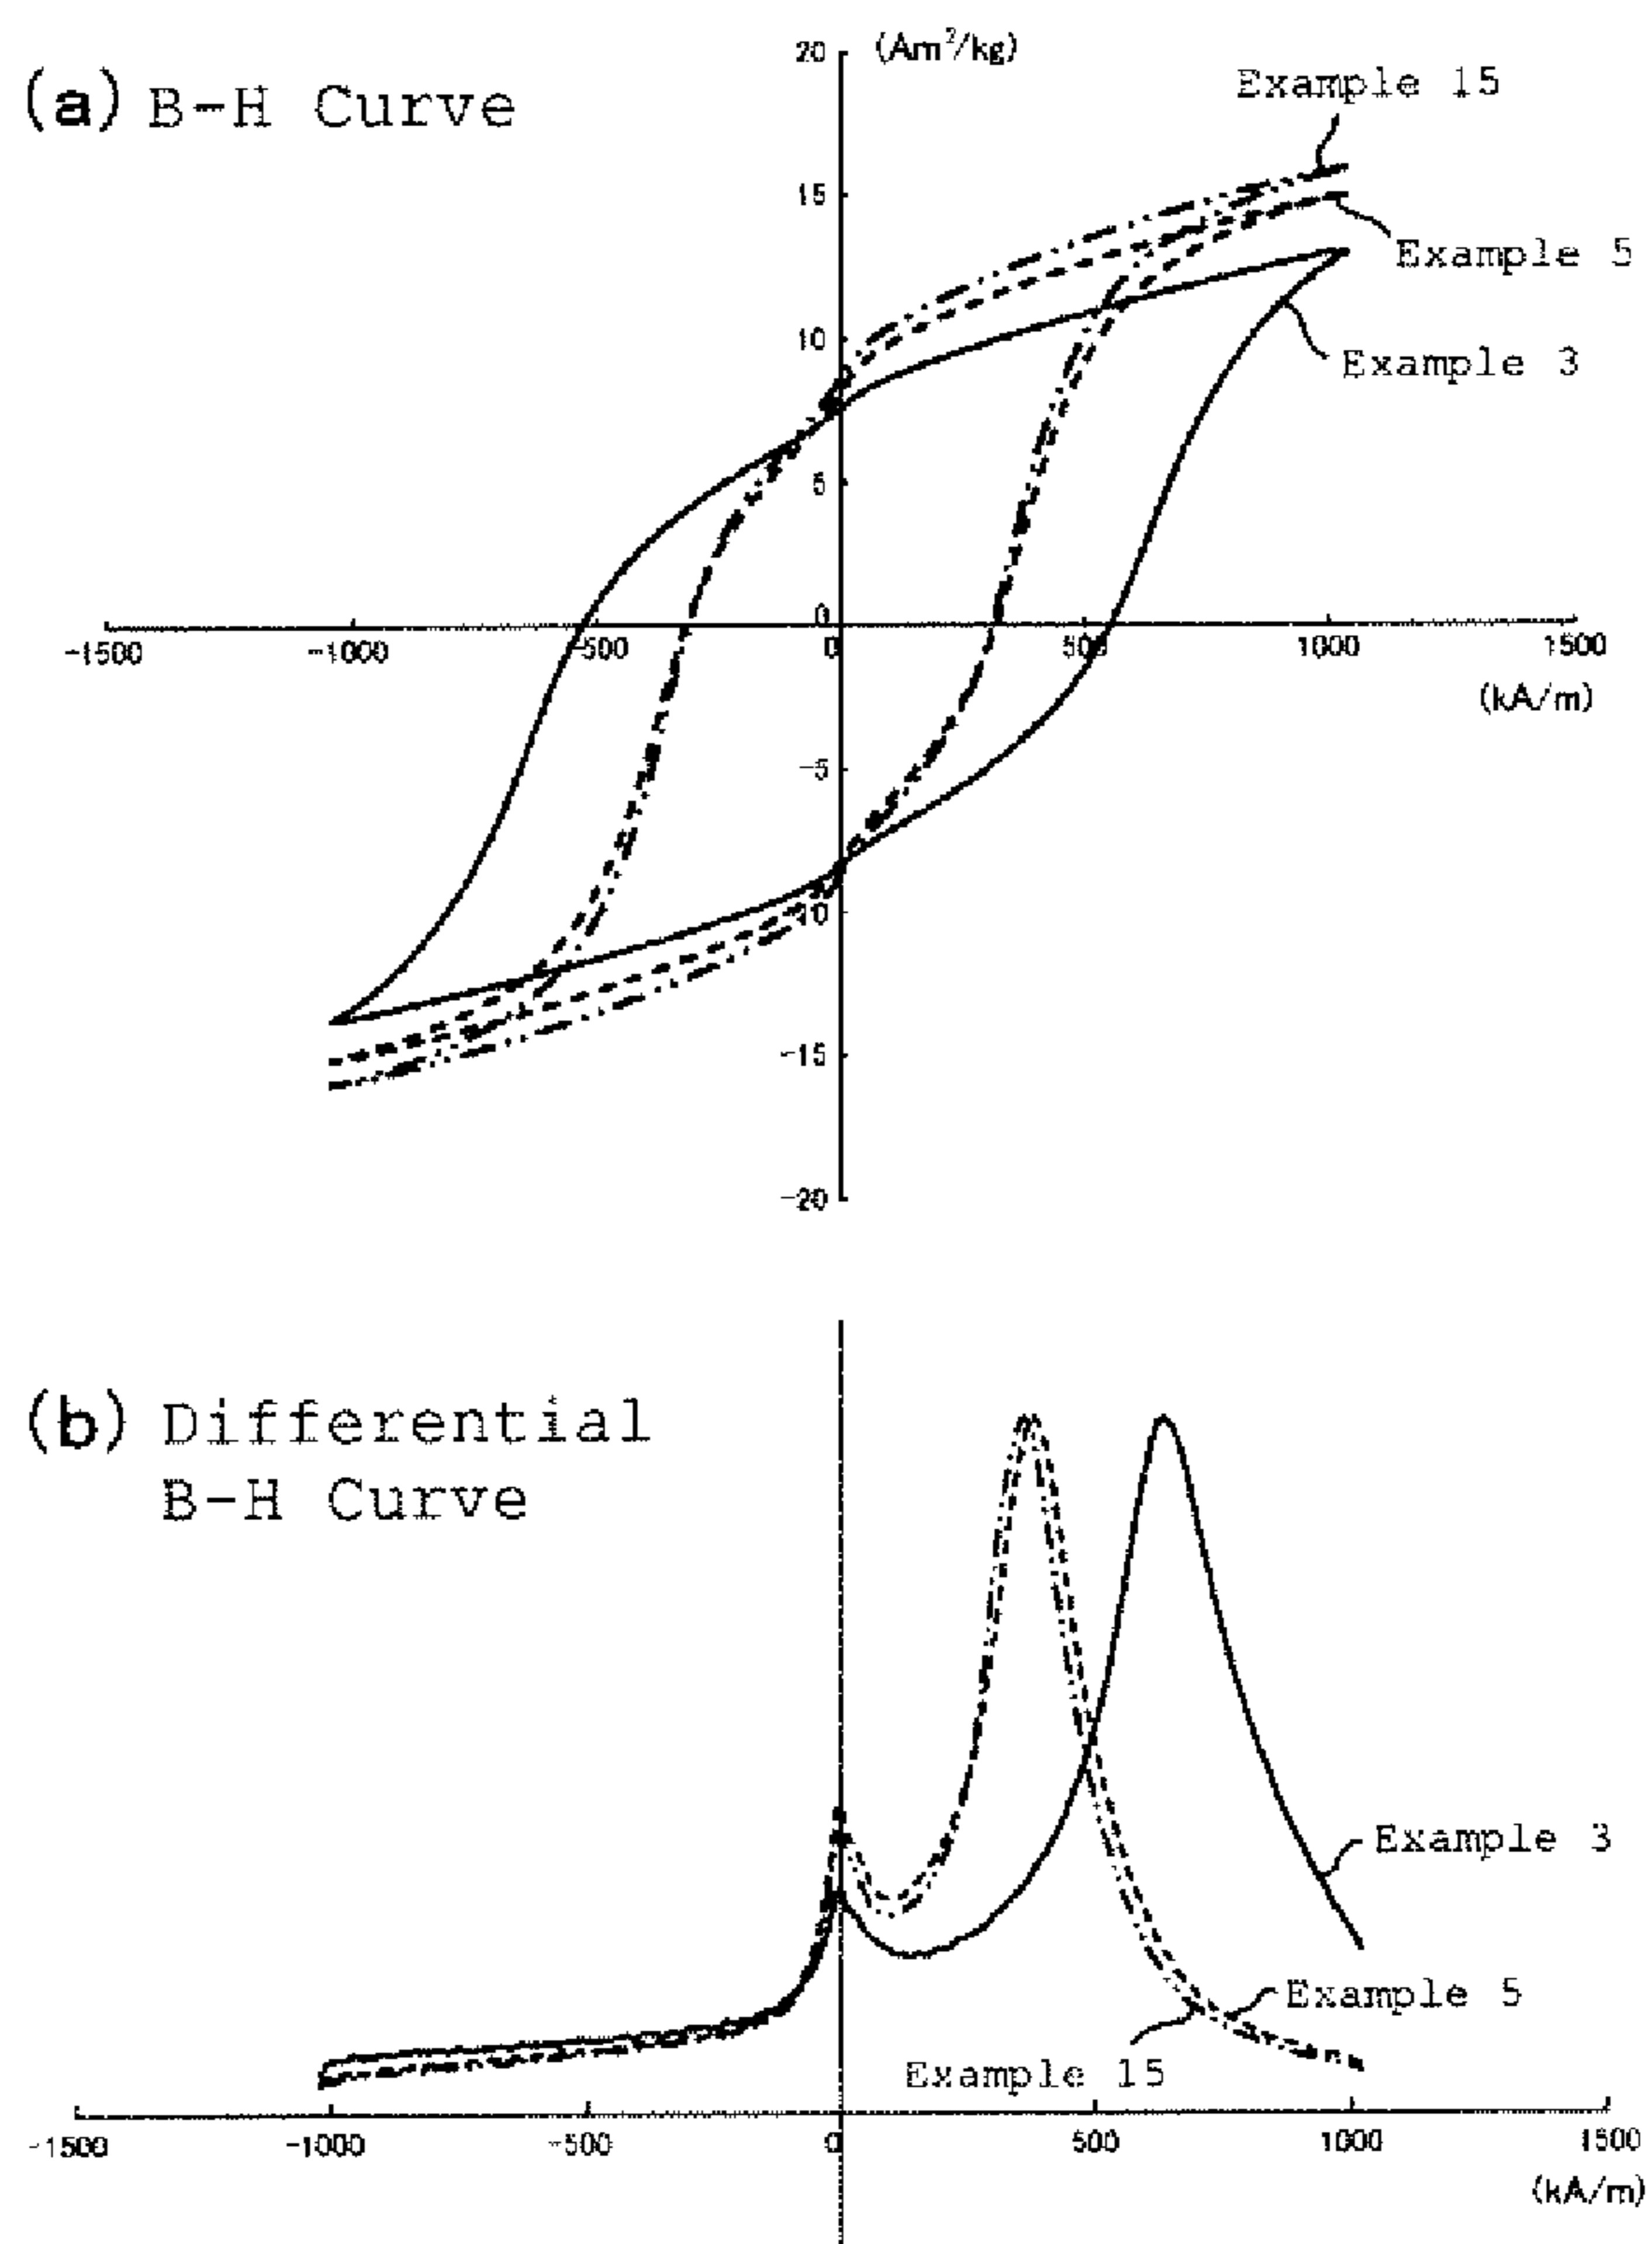 (a) B-H Curve
20 (Am²/kg)
Example 15
15
Example 5
10
Example 3
5
0
-1500 -1000 -500 0 500 1000 1500
(kA/m)
-5
-10
-15
-20
(b) Differential
B-H Curve
Example 3
Example 5
Example 15
-1500 -1000 -500 0 500 1000 1500
(kA/m)